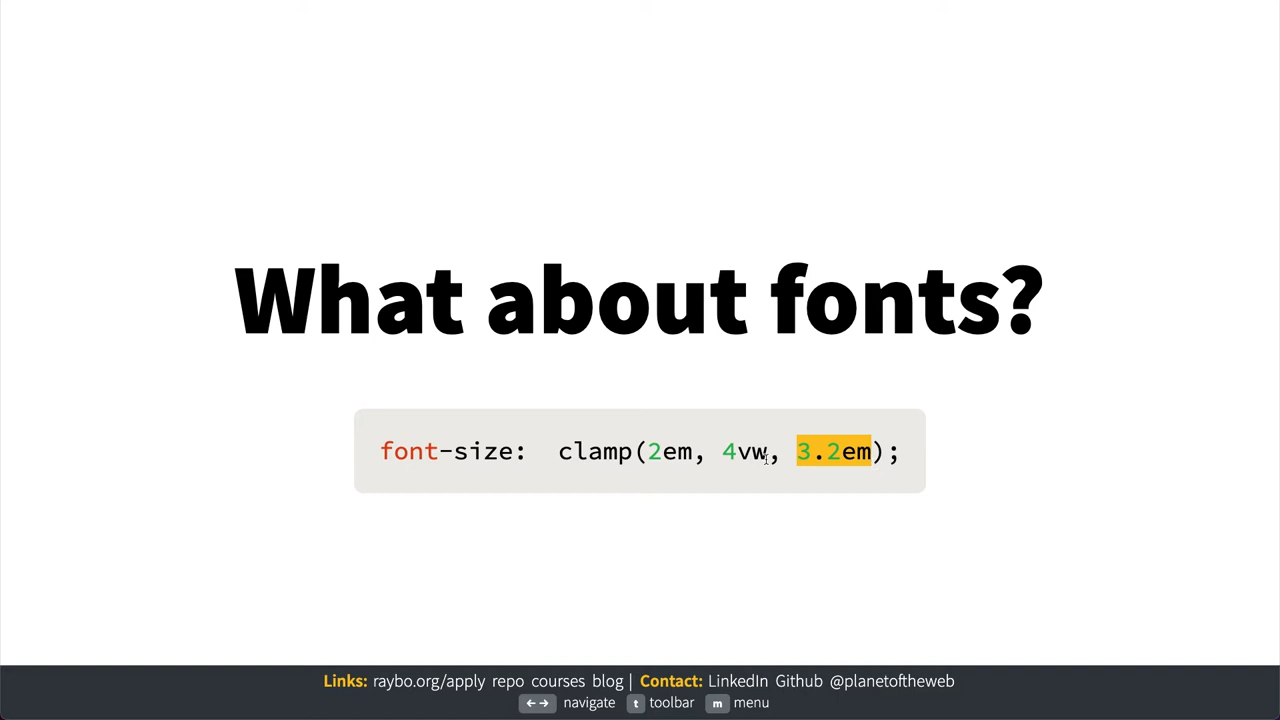 What about fonts?
font-size:  clamp(2em, 4vw, 3.2em);
Links: raybo.org/apply repo courses blog | Contact: LinkedIn Github @planetoftheweb
←→ navigate t toolbar m menu